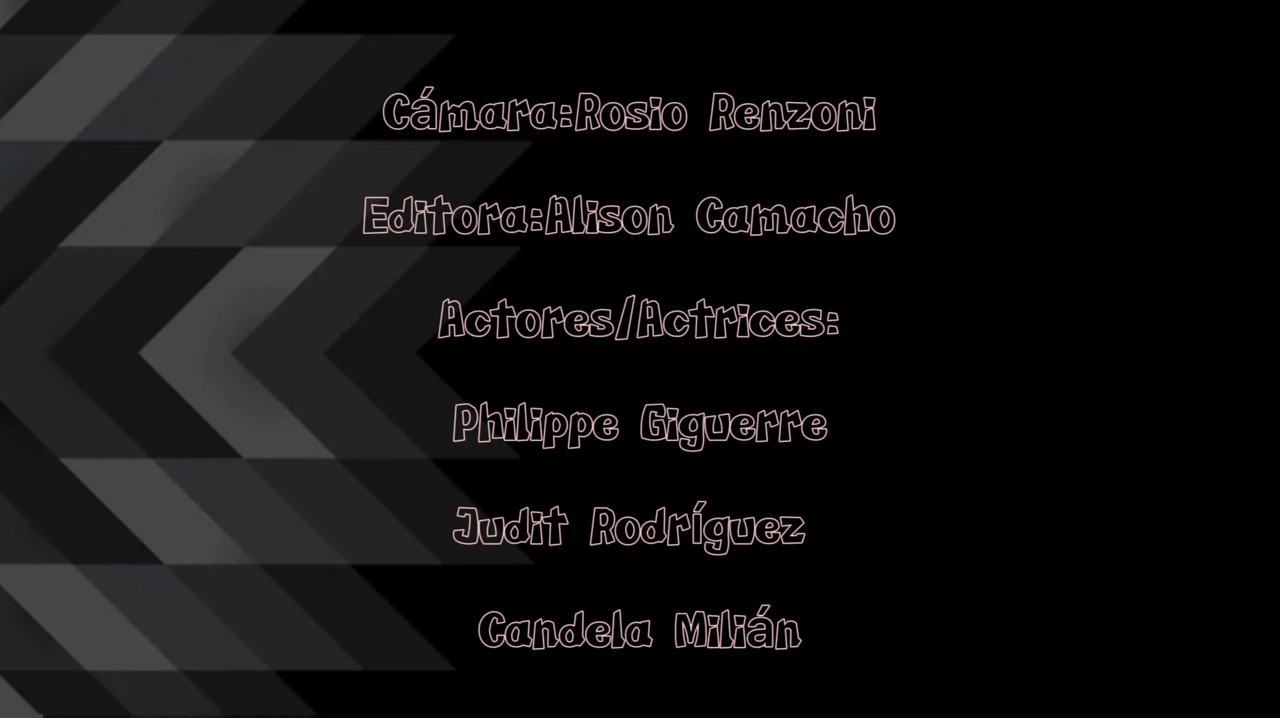 Cámara:Rosio Renzoni
Editora:Alison Camacho
Actores/Actrices:
Philippe Giguerre
Judit Rodríguez
Candela Milián